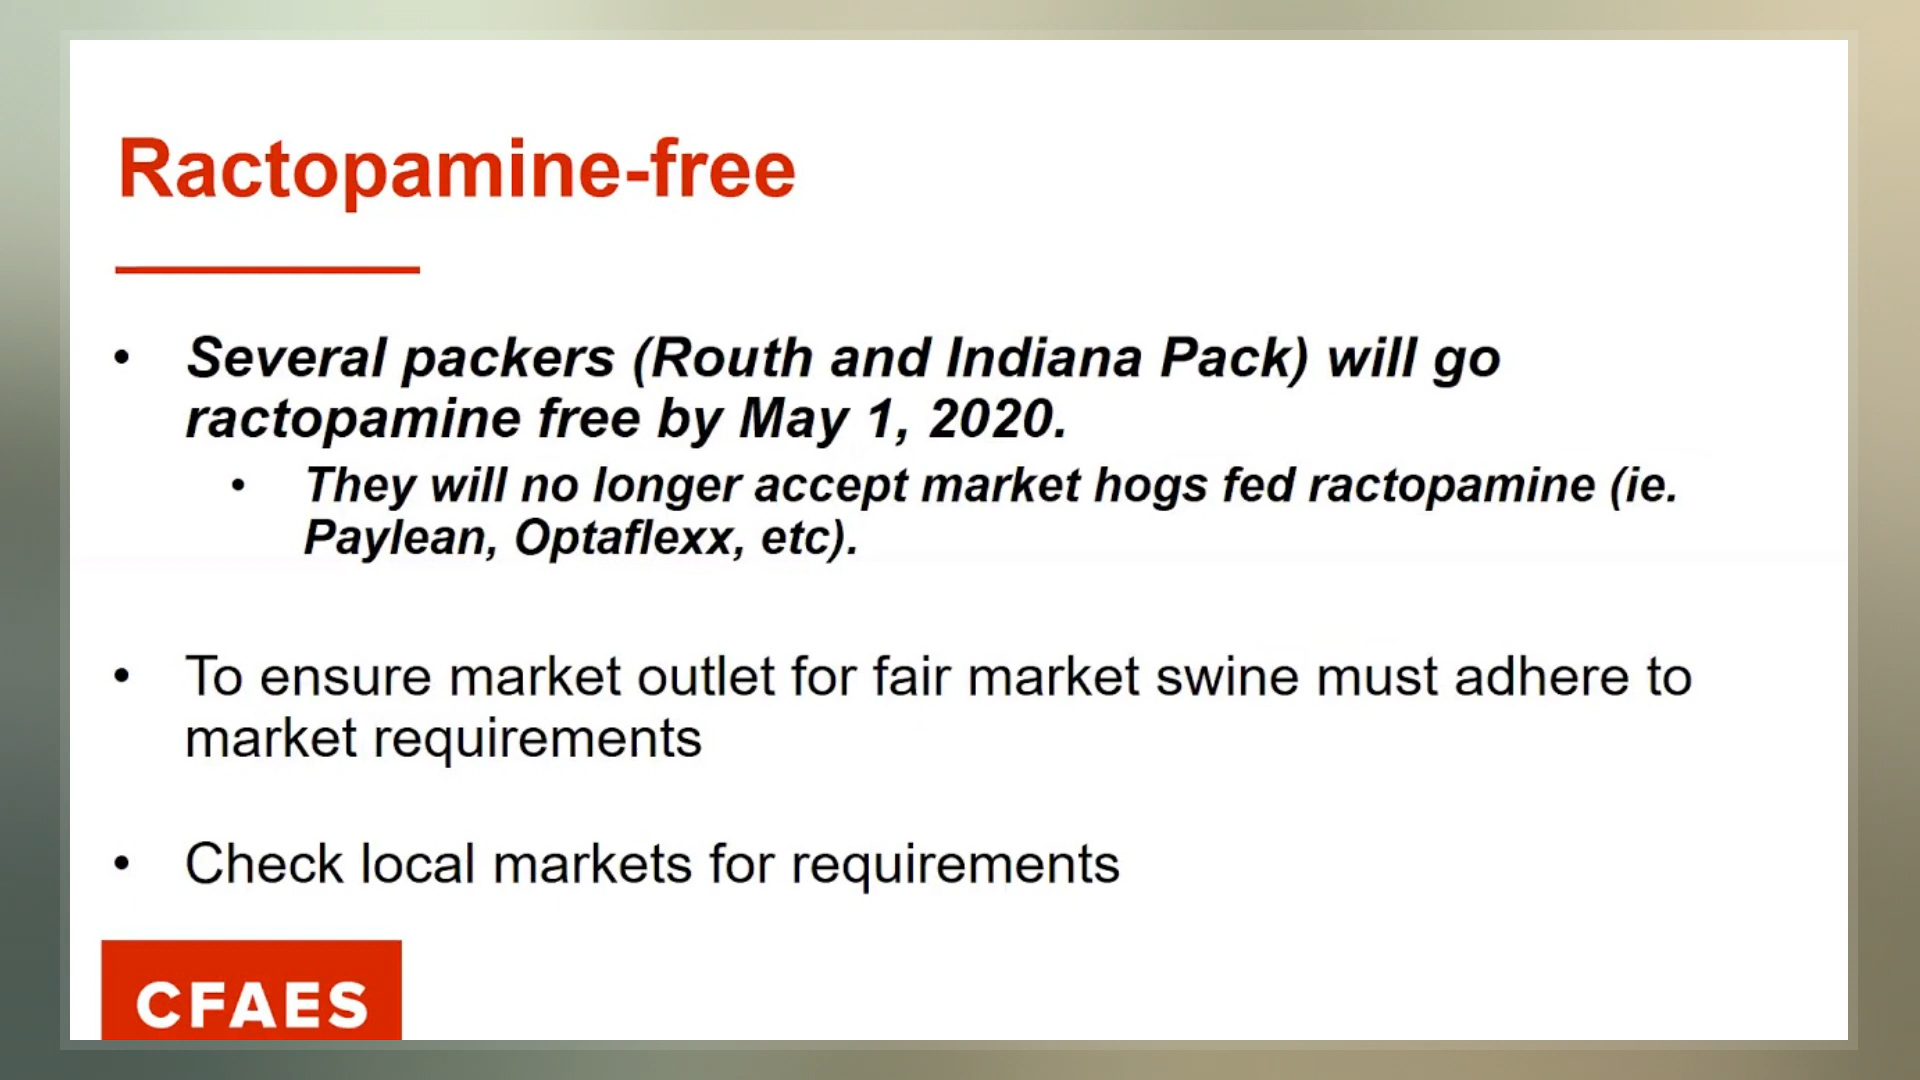 Ractopamine-free
• Several packers (Routh and Indiana Pack) will go
ractopamine free by May 1, 2020.
• They will no longer accept market hogs fed ractopamine (ie.
Paylean, Optaflexx, etc).
• To ensure market outlet for fair market swine must adhere to
market requirements
• Check local markets for requirements
CFAES